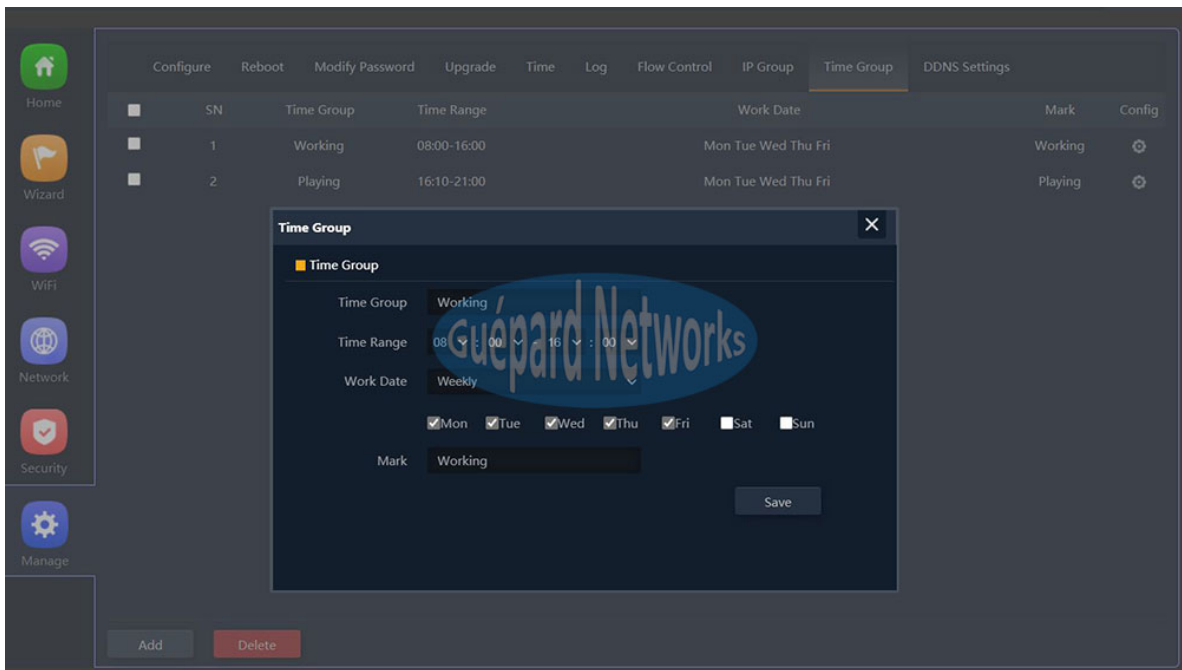 Home
Wizard
WiFi
Network
Security
Manage
Configure Reboot Modify Password Upgrade Time Log Flow Control IP Group Time Group DDNS Settings
SN Time Group Time Range Work Date Mark Config
1 Working 08:00-16:00 Mon Tue Wed Thu Fri Working
2 Playing 16:10-21:00 Mon Tue Wed Thu Fri Playing
Time Group
Time Group
Time Group Working
Time Range 08 : 00 - 16 : 00
Work Date Weekly
Mon Tue Wed Thu Fri Sat Sun
Mark Working
Save
Guépard Networks
Add Delete